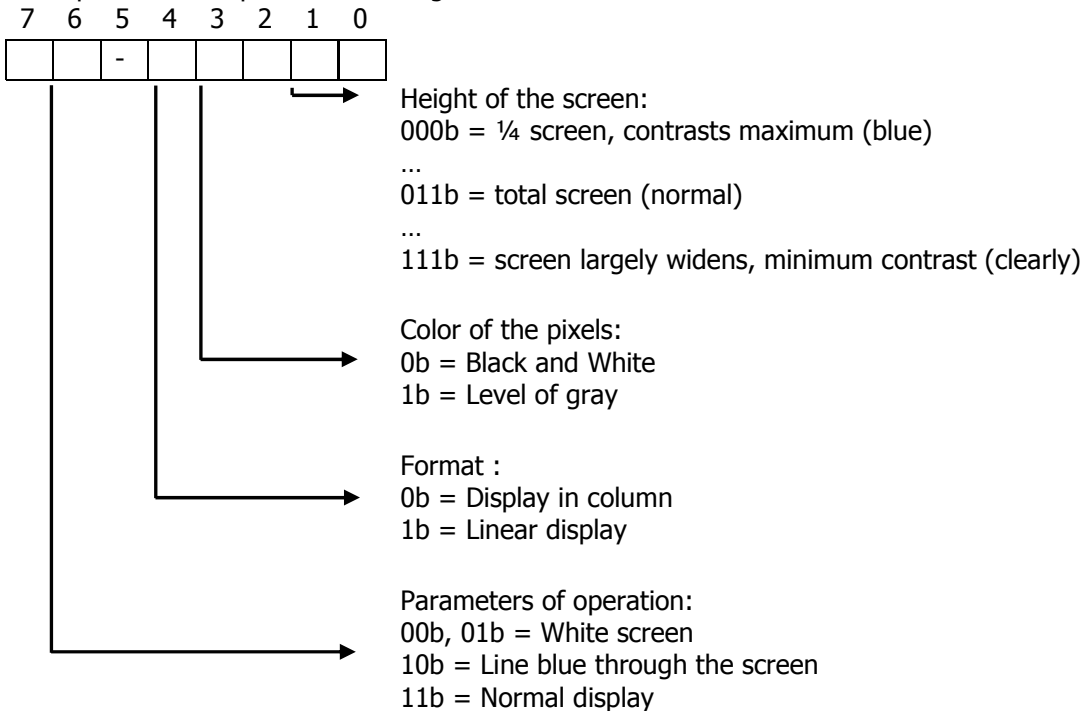 7 6 5 4 3 2 1 0
-
Height of the screen:
000b = ¼ screen, contrasts maximum (blue)
…
011b = total screen (normal)
…
111b = screen largely widens, minimum contrast (clearly)
Color of the pixels:
0b = Black and White
1b = Level of gray
Format :
0b = Display in column
1b = Linear display
Parameters of operation:
00b, 01b = White screen
10b = Line blue through the screen
11b = Normal display